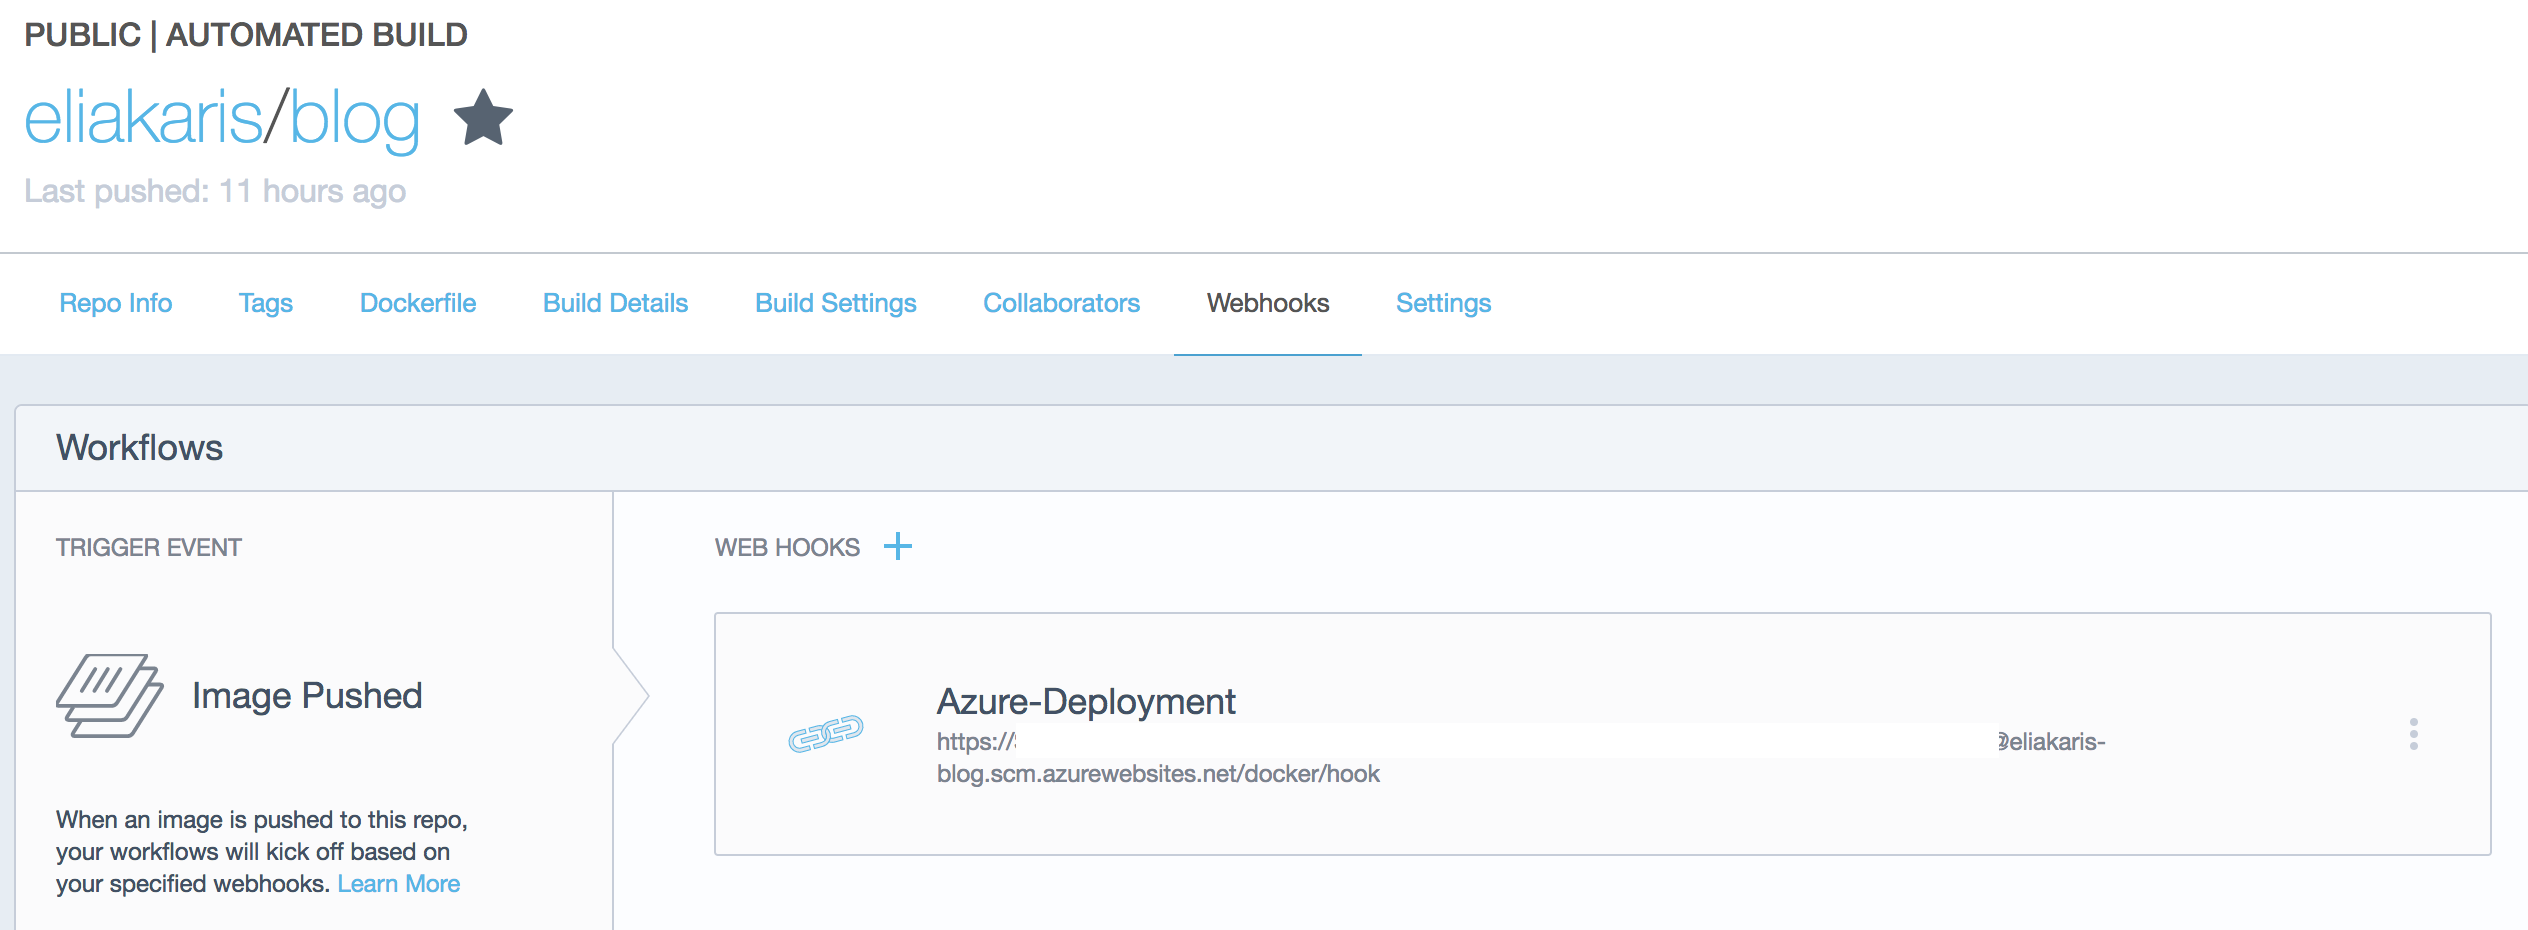 PUBLIC | AUTOMATED BUILD
eliakaris/blog
Last pushed: 11 hours ago
Repo Info Tags Dockerfile Build Details Build Settings Collaborators Webhooks Settings
Workflows
TRIGGER EVENT
Image Pushed
When an image is pushed to this repo,
your workflows will kick off based on
your specified webhooks. Learn More
WEB HOOKS
Azure-Deployment
https:// @eliakaris-
blog.scm.azurewebsites.net/docker/hook